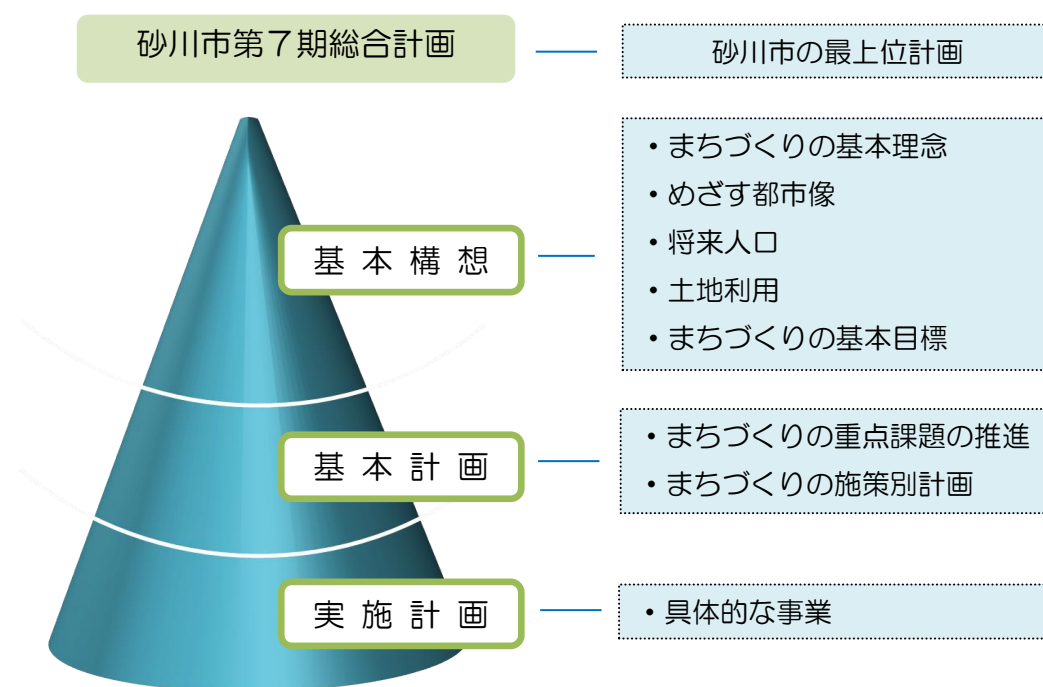 砂川市第７期総合計画
砂川市の最上位計画
基本構想
・まちづくりの基本理念
・めざす都市像
・将来人口
・土地利用
・まちづくりの基本目標
基本計画
・まちづくりの重点課題の推進
・まちづくりの施策別計画
実施計画
・具体的な事業